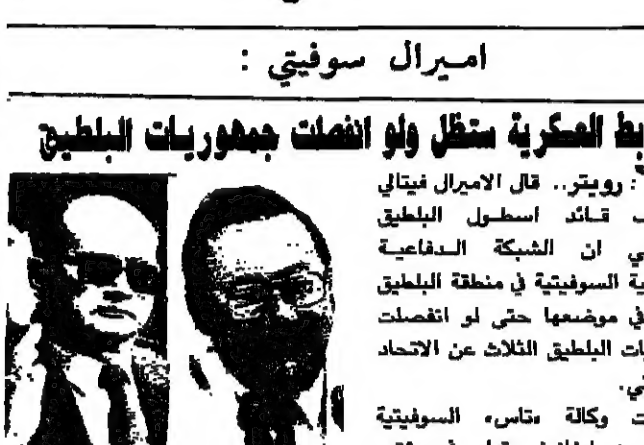 اميرال سوفيتي :
بط العسكرية ستظل ولو انفصلت جمهوريات البلطيق
: رويتر.. قال الاميرال فيتالي
ف قائد اسطول البلطيق
ي ان الشبكة الدفاعية
ية السوفيتية في منطقة البلطيق
في موضعها حتى لو انفصلت
يات البلطيق الثلاث عن الاتحاد
تي.
ت وكالة «تاس» السوفيتية